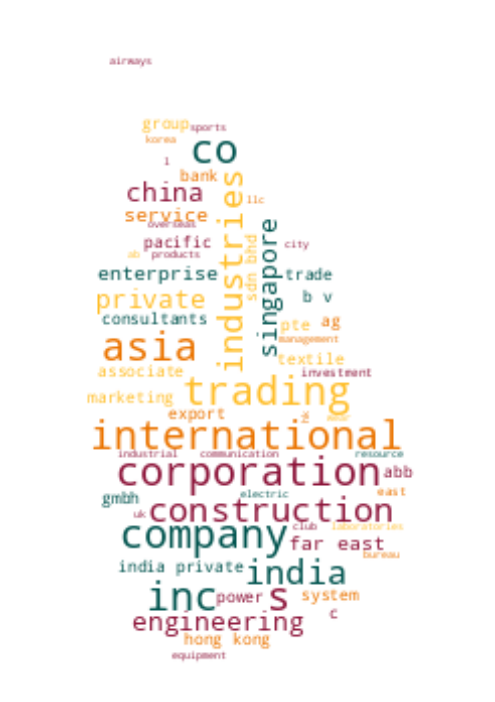 airways
group sports
korea
co
l
bank
china
industries
llc
service
overseas
singapore
pacific
sdn bhd
city
ab products
enterprise
trade
private
b v
consultants
pte ag
asia
management
textile
associate
investment
trading
marketing
export
international
industrial communication resource
corporation abb
east
gmbh
electric
uk construction
company
club laboratories
far east
bureau
india private india
inc power s system
c
engineering
hong kong
equipment